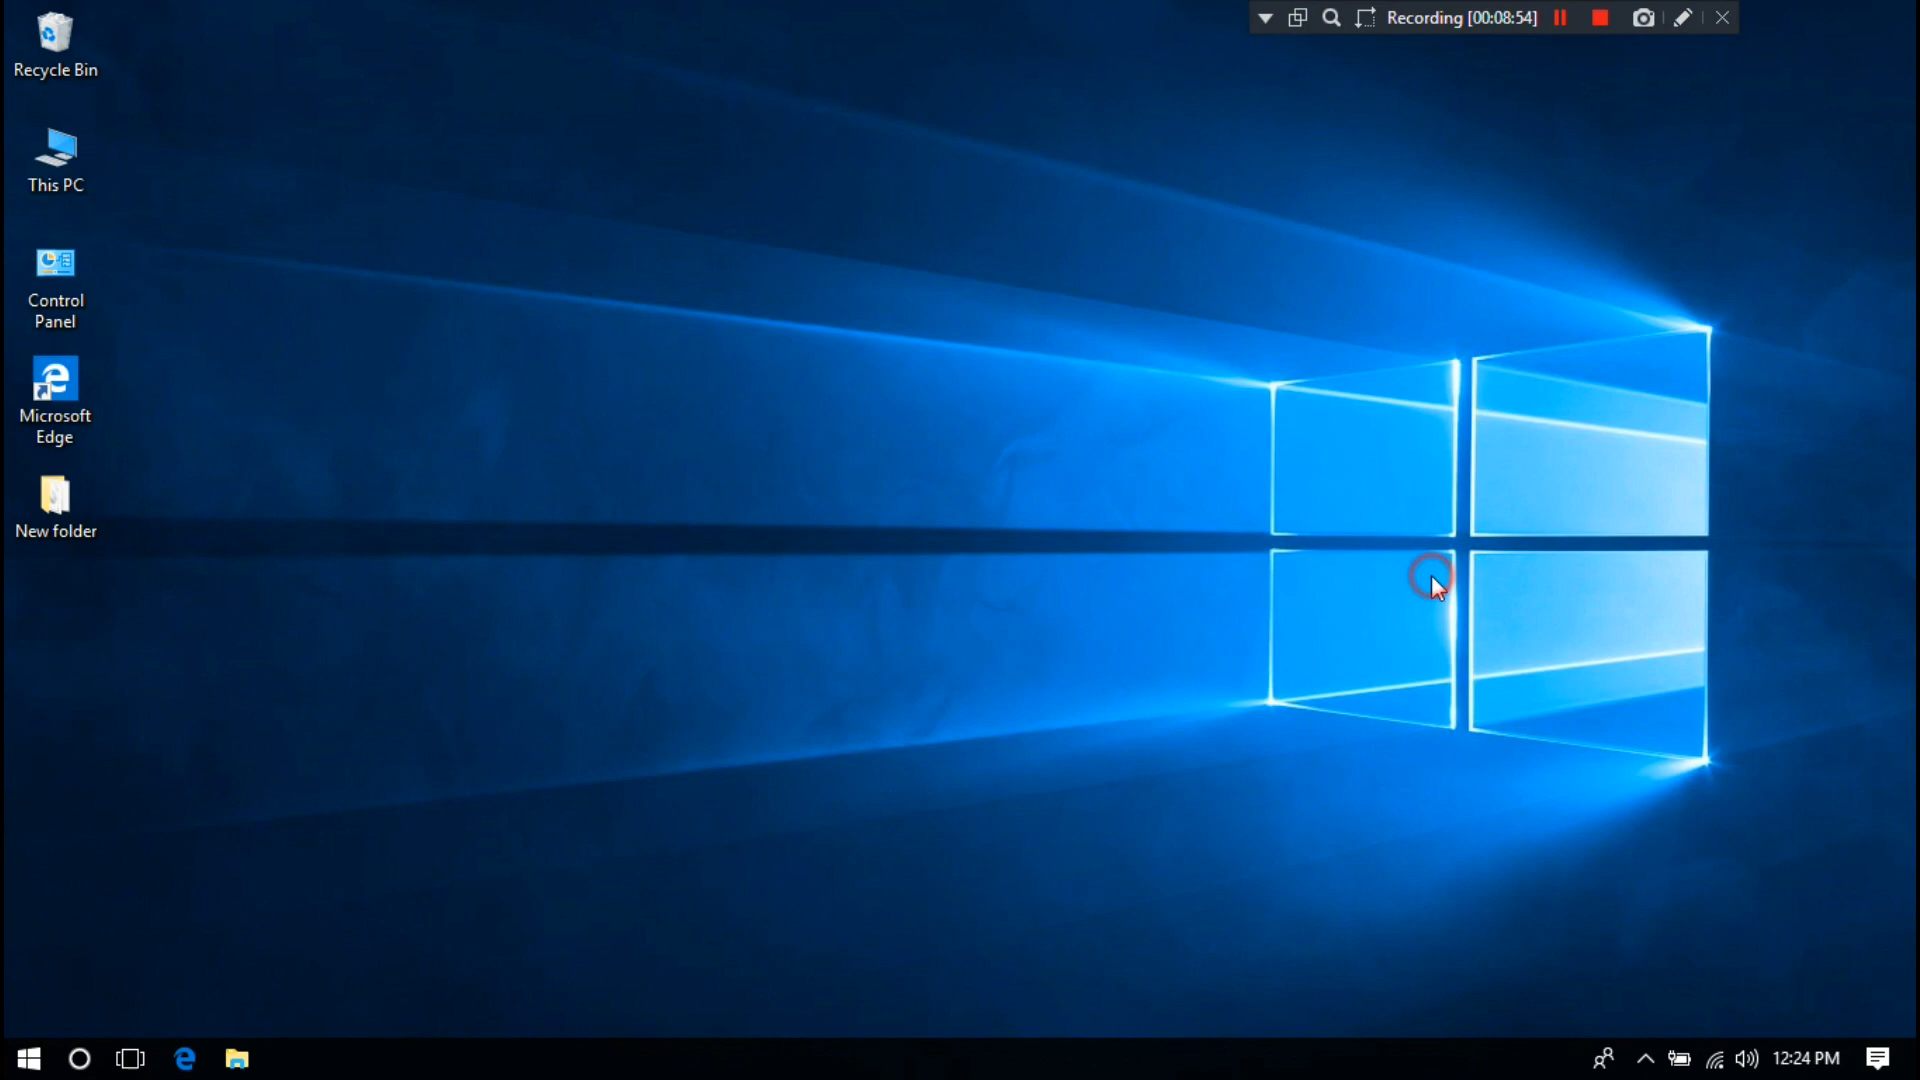 Recording [00:08:54]
Recycle Bin
This PC
Control
Panel
Microsoft
Edge
New folder
12:24 PM